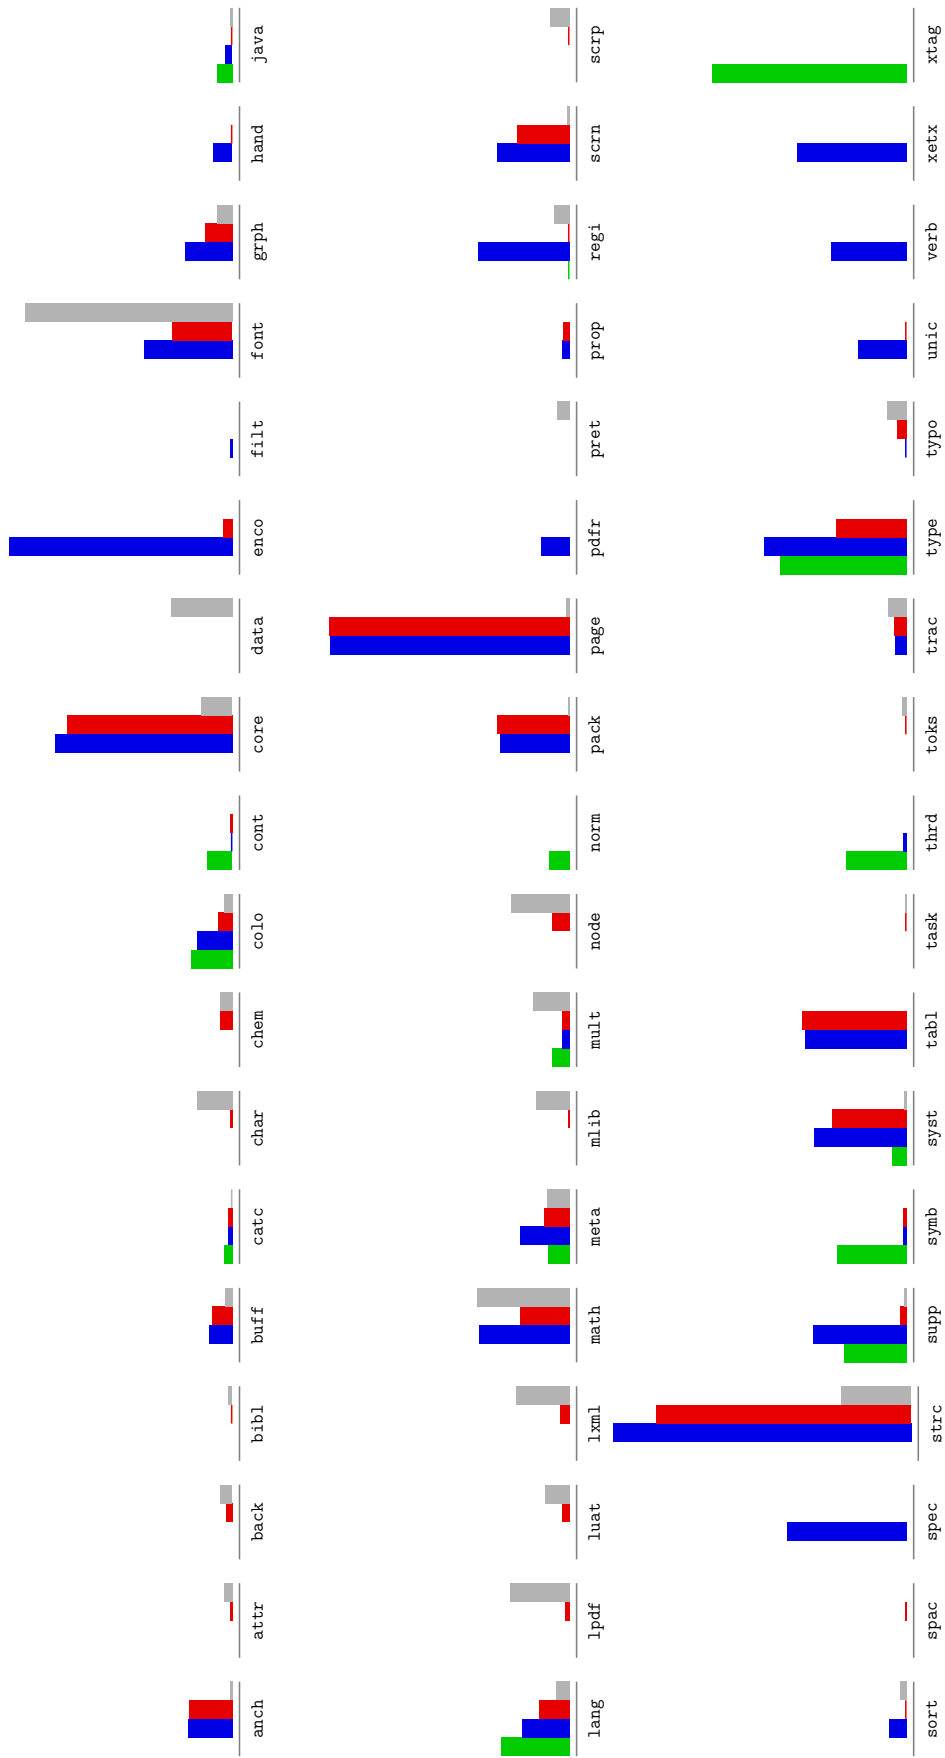 anch attr back bibl buff catc char chem colo cont core data enco filt font grph hand java
lang lpdf luat lxml math meta mlib mult node norm pack page pdfr pret prop regi scrn scrp
sort spac spec strc supp symb syst tabl task thrd toks trac type typo unic verb xetx xtag